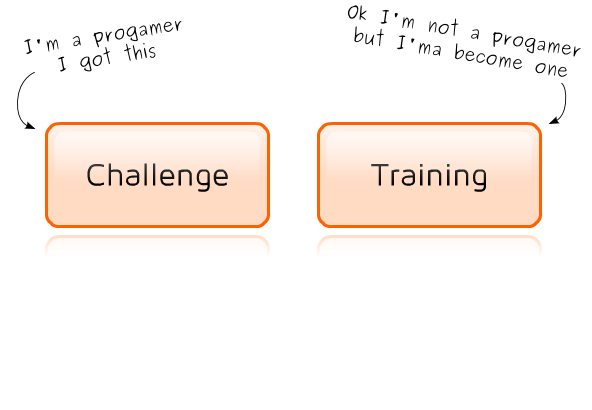 I'm a progamer
I got this
Ok I'm not a progamer
but I'ma become one
Challenge
Training